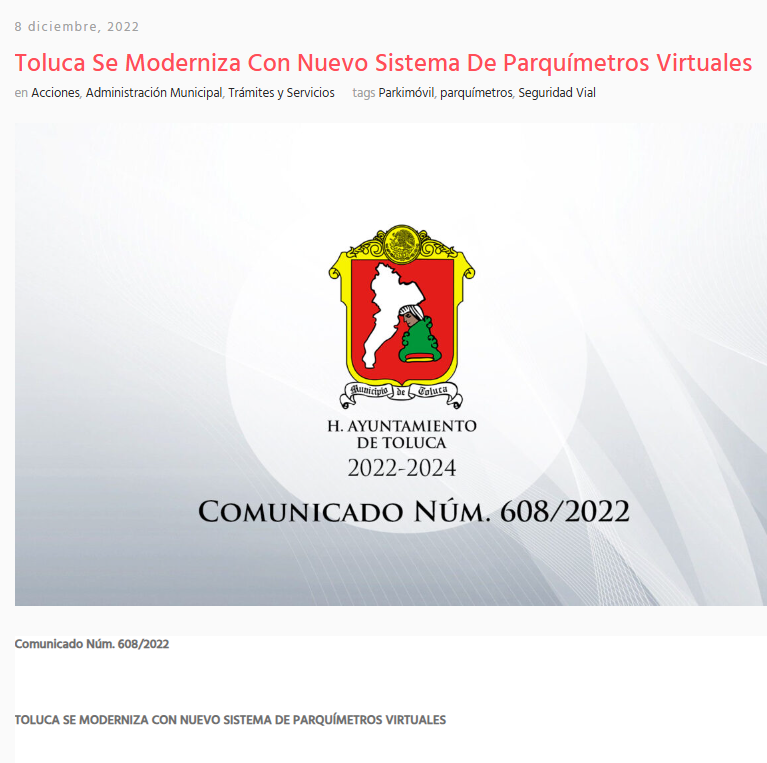 8 diciembre, 2022
Toluca Se Moderniza Con Nuevo Sistema De Parquímetros Virtuales
en Acciones, Administración Municipal, Trámites y Servicios tags Parkimóvil, parquímetros, Seguridad Vial
Municipio de Toluca
H. AYUNTAMIENTO
DE TOLUCA
2022-2024
COMUNICADO NÚM. 608/2022
Comunicado Núm. 608/2022
TOLUCA SE MODERNIZA CON NUEVO SISTEMA DE PARQUÍMETROS VIRTUALES